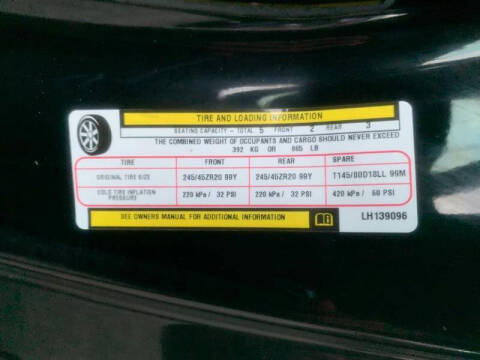 TIRE AND LOADING INFORMATION
SEATING CAPACITY - TOTAL 5 FRONT 2 REAR 3
THE COMBINED WEIGHT OF OCCUPANTS AND CARGO SHOULD NEVER EXCEED
392 KG OR 865 LB
TIRE FRONT REAR SPARE
ORIGINAL TIRE SIZE 245/45ZR20 99Y 245/45ZR20 99Y T145/80D18LL 99M
COLD TIRE INFLATION PRESSURE 220 kPa / 32 PSI 220 kPa / 32 PSI 420 kPa / 60 PSI
SEE OWNERS MANUAL FOR ADDITIONAL INFORMATION LH139096